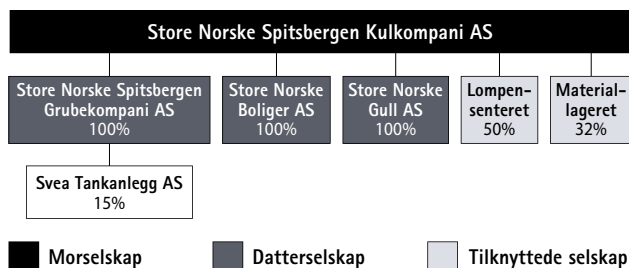 Store Norske Spitsbergen Kulkompani AS
Store Norske Spitsbergen
Grubekompani AS
100%
Store Norske
Boliger AS
100%
Store Norske
Gull AS
100%
Lompen-
senteret
50%
Material-
lageret
32%
Svea Tankanlegg AS
15%
Morselskap
Datterselskap
Tilknyttede selskap